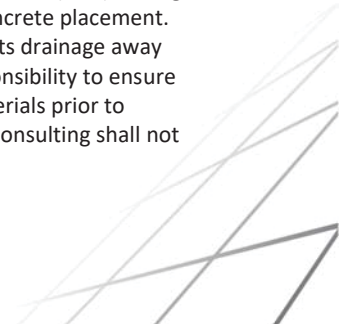 ncrete placement.
ts drainage away
onsibility to ensure
erials prior to
onsulting shall not